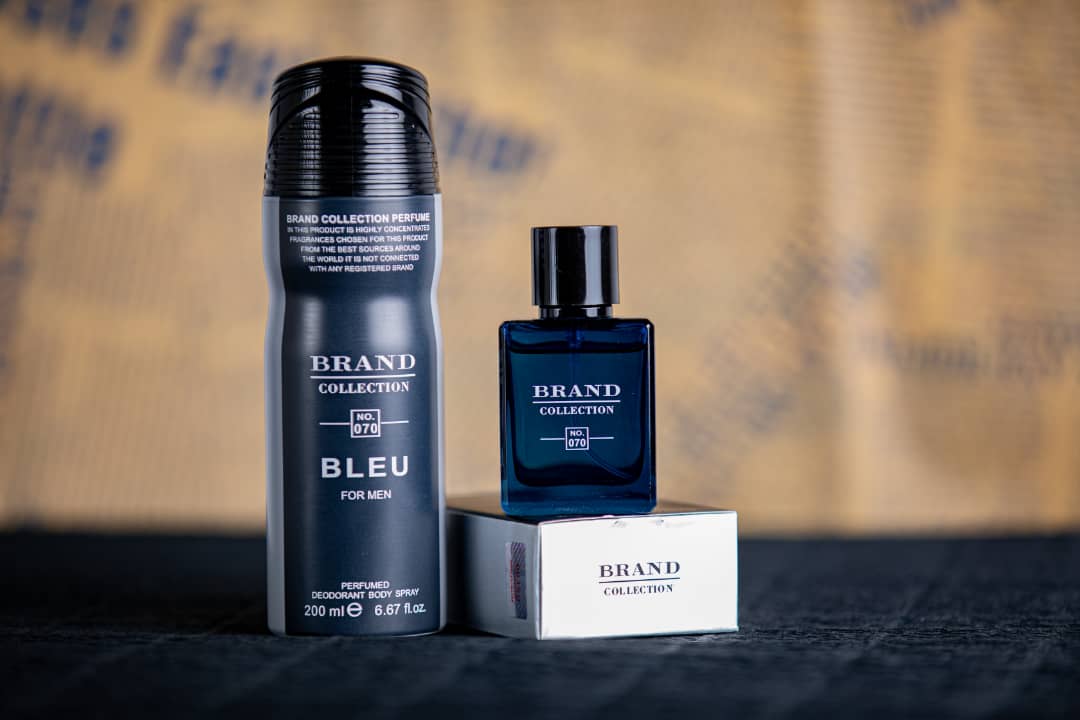 BRAND COLLECTION PERFUME
IN THIS PRODUCT IS HIGHLY CONCENTRATED
FRAGRANCES CHOSEN FOR THIS PRODUCT
FROM THE BEST SOURCES AROUND
THE WORLD IT IS NOT CONNECTED
WITH ANY REGISTERED BRAND
BRAND
COLLECTION
NO.
070
BLEU
FOR MEN
PERFUMED
DEODORANT BODY SPRAY
200 ml ℮ 6.67 fl.oz.
BRAND
COLLECTION
NO.
070
BRAND
COLLECTION